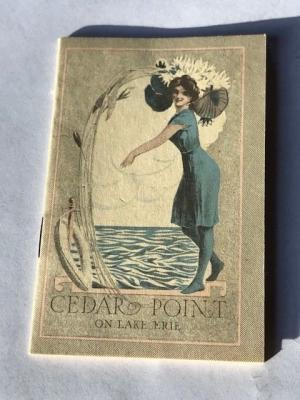 CEDAR POINT
ON LAKE ERIE